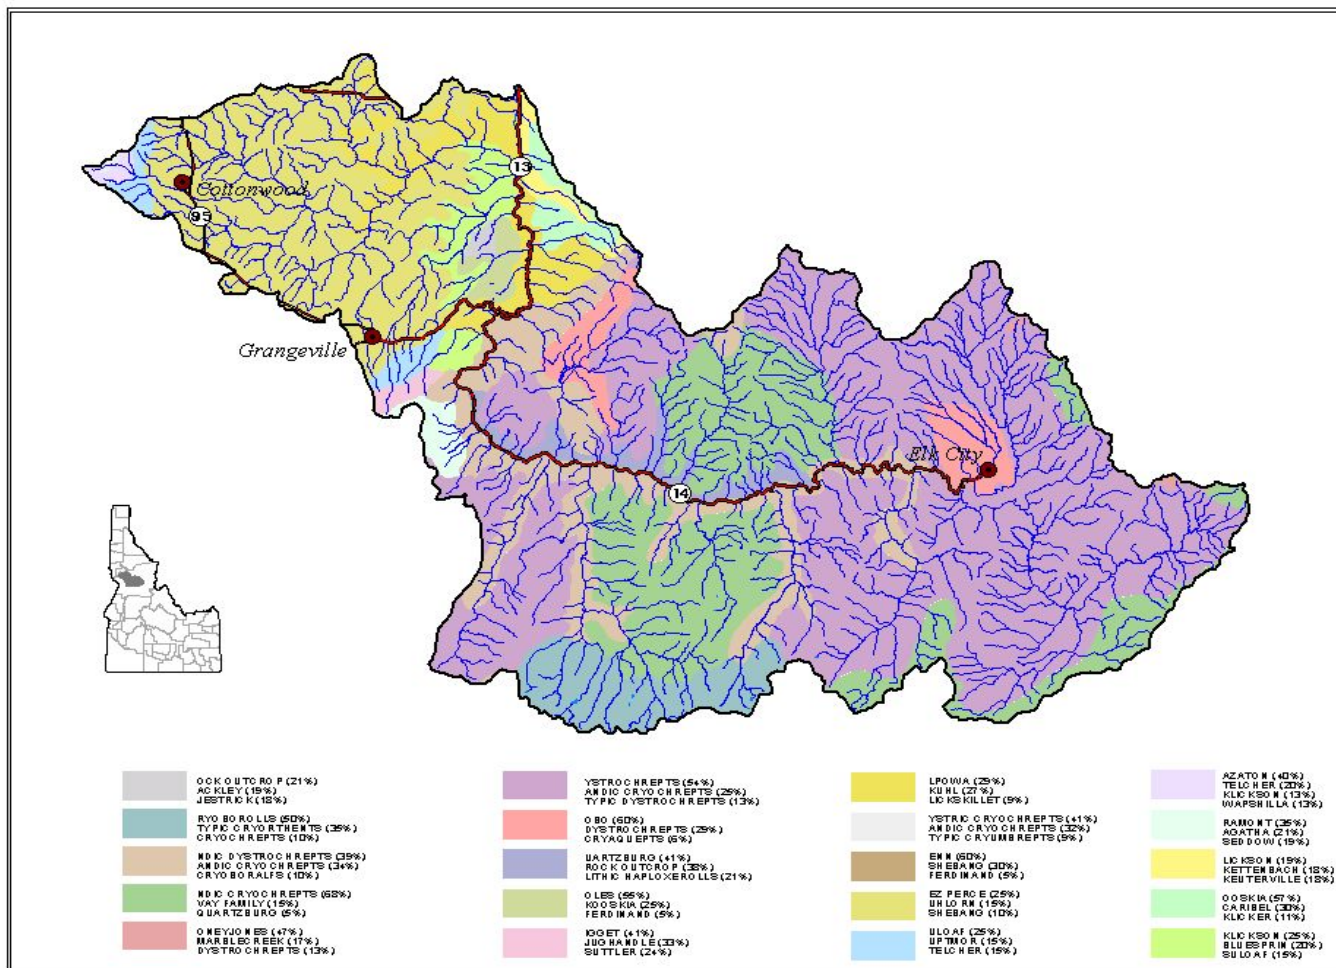 Cottonwood
95
13
Grangeville
Elk City
14
OCK OUTCROP (21%)
ACKLEY (19%)
JESTRICK (18%)
RYOBOROLLS (50%)
TYPIC CRYORTHENTS (35%)
CRYOCHREPTS (10%)
NDIC DYSTROCHREPTS (39%)
ANDIC CRYOCHREPTS (34%)
CRYOBORALFS (10%)
NDIC CRYOCHREPTS (68%)
VAY FAMILY (15%)
QUARTZBURG (5%)
ONEYJONES (47%)
MARBLECREEK (17%)
DYSTROCHREPTS (13%)
YSTROCHREPTS (54%)
ANDIC CRYOCHREPTS (25%)
TYPIC DYSTROCHREPTS (13%)
OBO (60%)
DYSTROCHREPTS (29%)
CRYAQUEPTS (6%)
UARTZBURG (41%)
ROCK OUTCROP (38%)
LITHIC HAPLOXEROLLS (21%)
OLES (55%)
KOOSKIA (25%)
FERDINAND (5%)
IGGET (41%)
JUGHANDLE (33%)
SUTTLER (24%)
LPOWA (29%)
KUHL (27%)
LICKSKILLET (9%)
YSTRIC CRYOCHREPTS (41%)
ANDIC CRYOCHREPTS (32%)
TYPIC CRYUMBREPTS (9%)
ENN (60%)
SHEBANG (30%)
FERDINAND (5%)
EZ PERCE (25%)
UHLORN (15%)
SHEBANG (10%)
ULOAF (25%)
UPTMOR (15%)
TELCHER (15%)
AZATON (40%)
TELCHER (20%)
KLICKSON (13%)
WAPSHILLA (13%)
RAMONT (35%)
AGATHA (21%)
SEDDOW (19%)
LICKSON (19%)
KETTENBACH (18%)
KEUTERVILLE (18%)
OOSKIA (57%)
CARIBEL (30%)
KLICKER (11%)
KLICKSON (25%)
BLUESPRIN (20%)
SULOAF (15%)